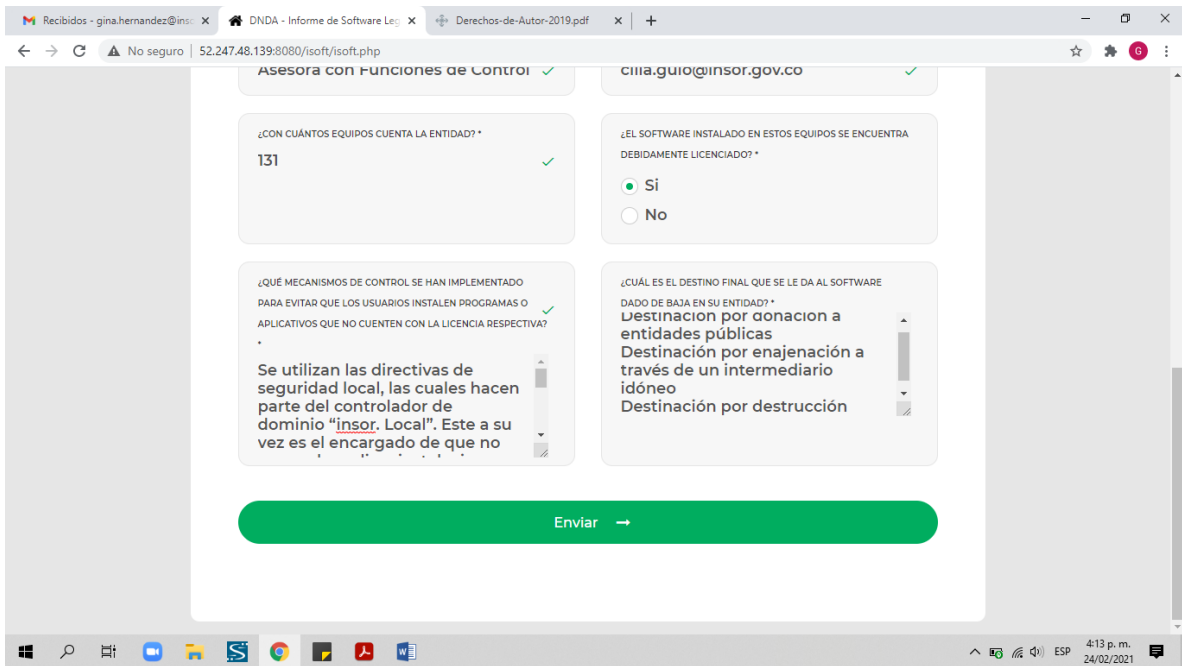 Recibidos - gina.hernandez@inso
DNDA - Informe de Software Leg
Derechos-de-Autor-2019.pdf
No seguro
52.247.48.139:8080/isoft/isoft.php
G
Asesora con Funciones de Control
cilia.guio@insor.gov.co
¿CON CUÁNTOS EQUIPOS CUENTA LA ENTIDAD? *
131
¿EL SOFTWARE INSTALADO EN ESTOS EQUIPOS SE ENCUENTRA
DEBIDAMENTE LICENCIADO? *
Si
No
¿QUÉ MECANISMOS DE CONTROL SE HAN IMPLEMENTADO
PARA EVITAR QUE LOS USUARIOS INSTALEN PROGRAMAS O
APLICATIVOS QUE NO CUENTEN CON LA LICENCIA RESPECTIVA?
*
Se utilizan las directivas de
seguridad local, las cuales hacen
parte del controlador de
dominio “insor. Local”. Este a su
vez es el encargado de que no
¿CUÁL ES EL DESTINO FINAL QUE SE LE DA AL SOFTWARE
DADO DE BAJA EN SU ENTIDAD? *
Destinación por donación a
entidades públicas
Destinación por enajenación a
través de un intermediario
idóneo
Destinación por destrucción
Enviar →
ESP
4:13 p. m.
24/02/2021